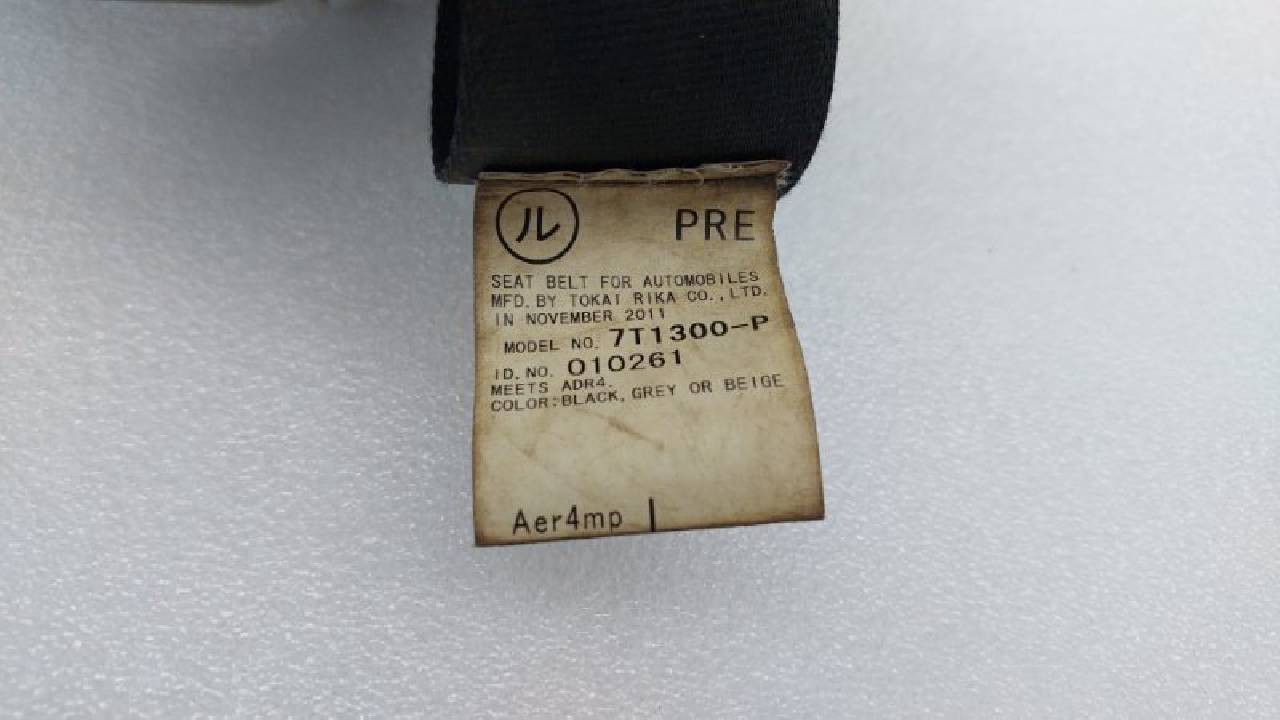 ル PRE
SEAT BELT FOR AUTOMOBILES
MFD. BY TOKAI RIKA CO., LTD.
IN NOVEMBER 2011
MODEL NO. 7T1300-P
ID. NO. 010261
MEETS ADR4.
COLOR:BLACK, GREY OR BEIGE
Aer4mp |